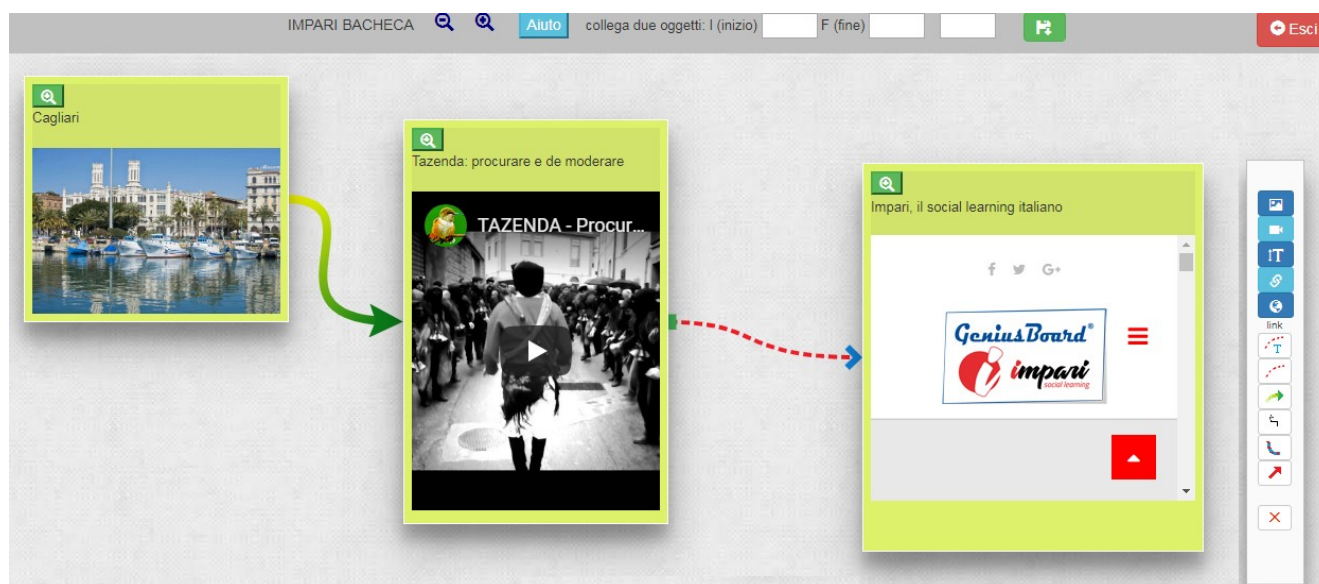 IMPARI BACHECA Aiuto collega due oggetti: I (inizio) F (fine) Esci
Cagliari
Tazenda: procurare e de moderare
TAZENDA - Procur...
Impari, il social learning italiano
f G+
GeniusBoard®
impari
social learning
T
link
T